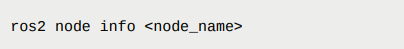 ros2 node info <node_name>